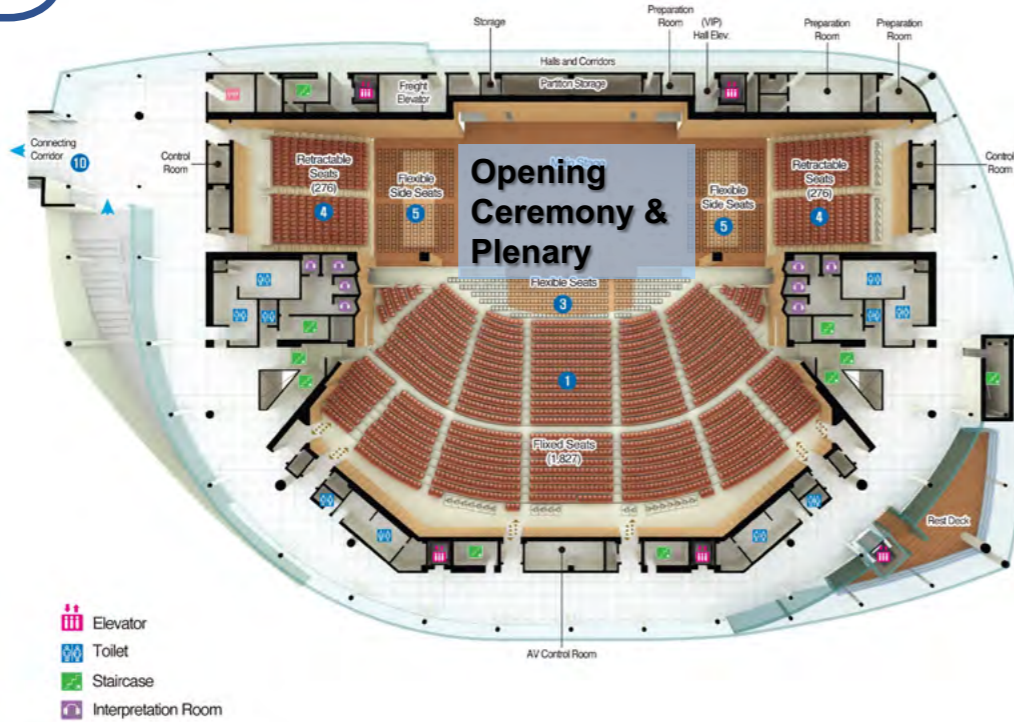 Storage
Preparation
Room
(VIP)
Hall Elev.
Preparation
Room
Preparation
Room
Halls and Corridors
Freight
Elevator
Partition Storage
Connecting
Corridor
10
Control
Room
Retractable
Seats
(276)
4
Flexible
Side Seats
5
Opening
Ceremony &
Plenary
Flexible
Side Seats
5
Retractable
Seats
(276)
4
Control
Room
Flexible Seats
3
1
Flixed Seats
(1,827)
Rest Deck
AV Control Room
Elevator
Toilet
Staircase
Interpretation Room